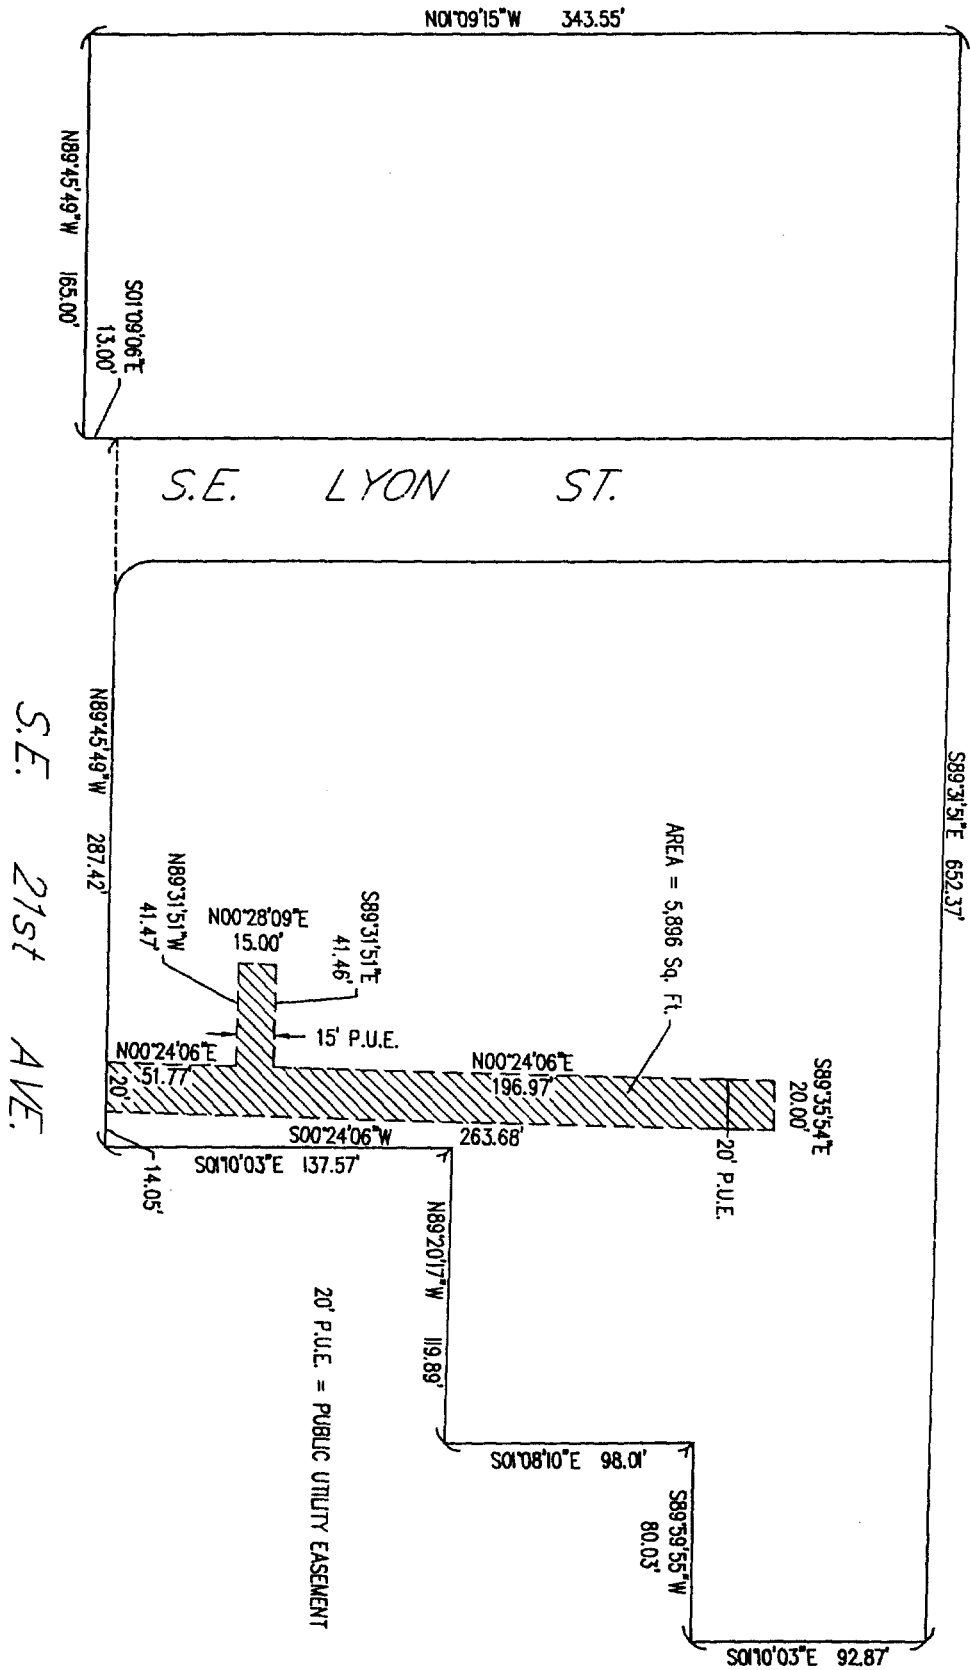 N01°09'15"W 343.55'
N89°45'49"W 165.00'
S01°09'06"E
13.00'
S.E. LYON ST.
S89°31'51"E 652.37'
N89°45'49"W 287.42'
S.E. 21st AVE.
AREA = 5,896 Sq. Ft.
N89°31'51"W
41.47'
N00°28'09"E
15.00'
S89°31'51"E
41.46'
15' P.U.E.
N00°24'06"E
51.77'
20'
N00°24'06"E
196.97'
S89°35'54"E
20.00'
20' P.U.E.
S00°24'06"W 263.68'
14.05'
S01°10'03"E 137.57'
N89°20'17"W 119.89'
20' P.U.E. = PUBLIC UTILITY EASEMENT
S01°08'10"E 98.01'
S89°59'55"W
80.03'
S01°10'03"E 92.87'